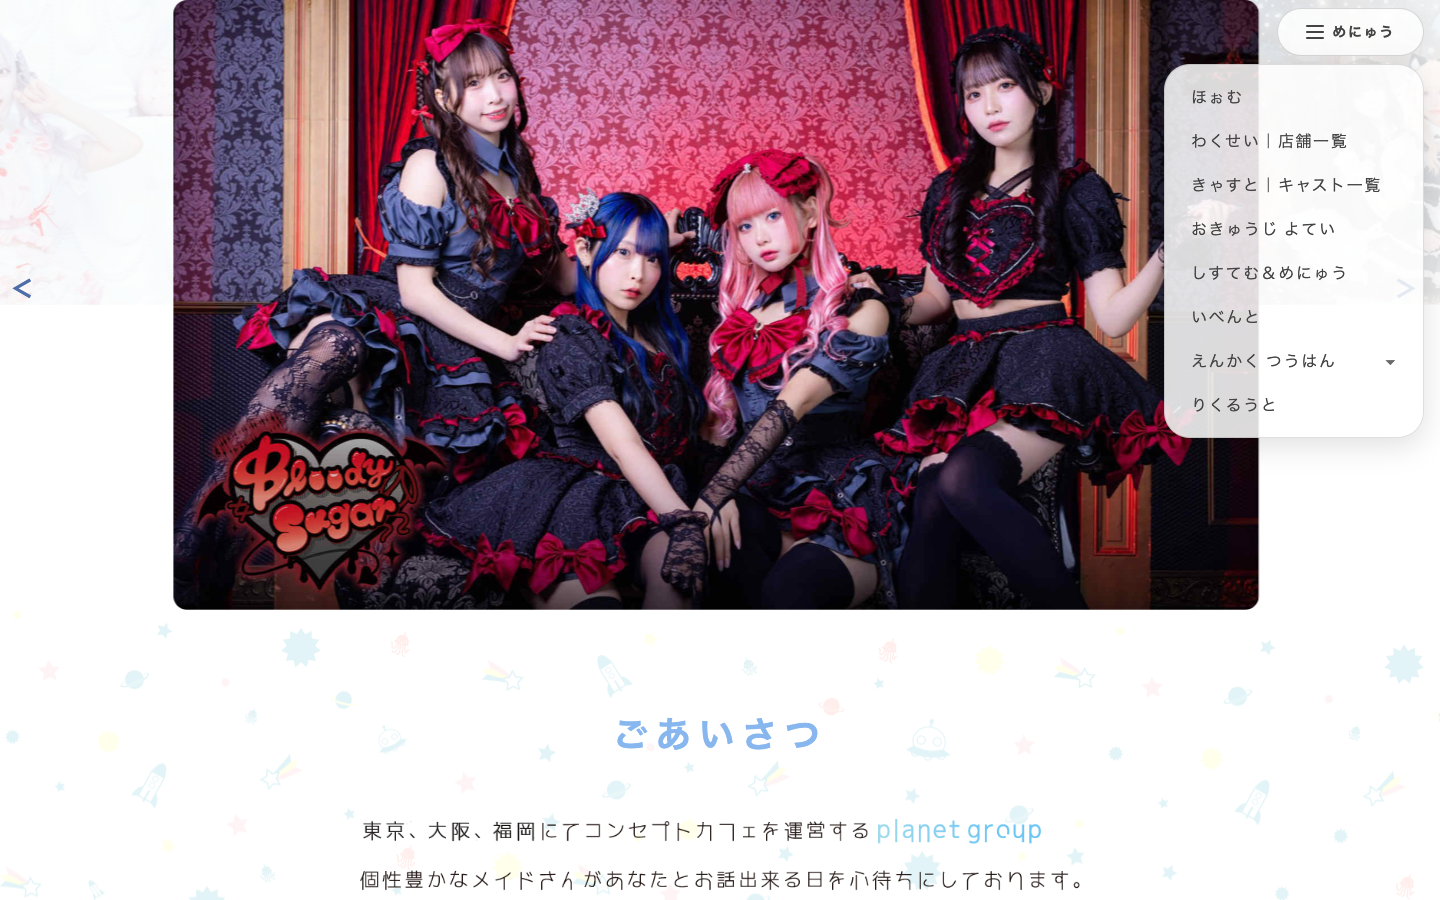 めにゅう
ほぉむ
わくせい｜店舗一覧
きゃすと｜キャスト一覧
おきゅうじ よてい
しすてむ＆めにゅう
いべんと
えんかく つうはん
りくるうと
Bloody
Sugar
ごあいさつ
東京、大阪、福岡にてコンセプトカフェを運営する planet group
個性豊かなメイドさんがあなたとお話出来る日を心待ちにしております。